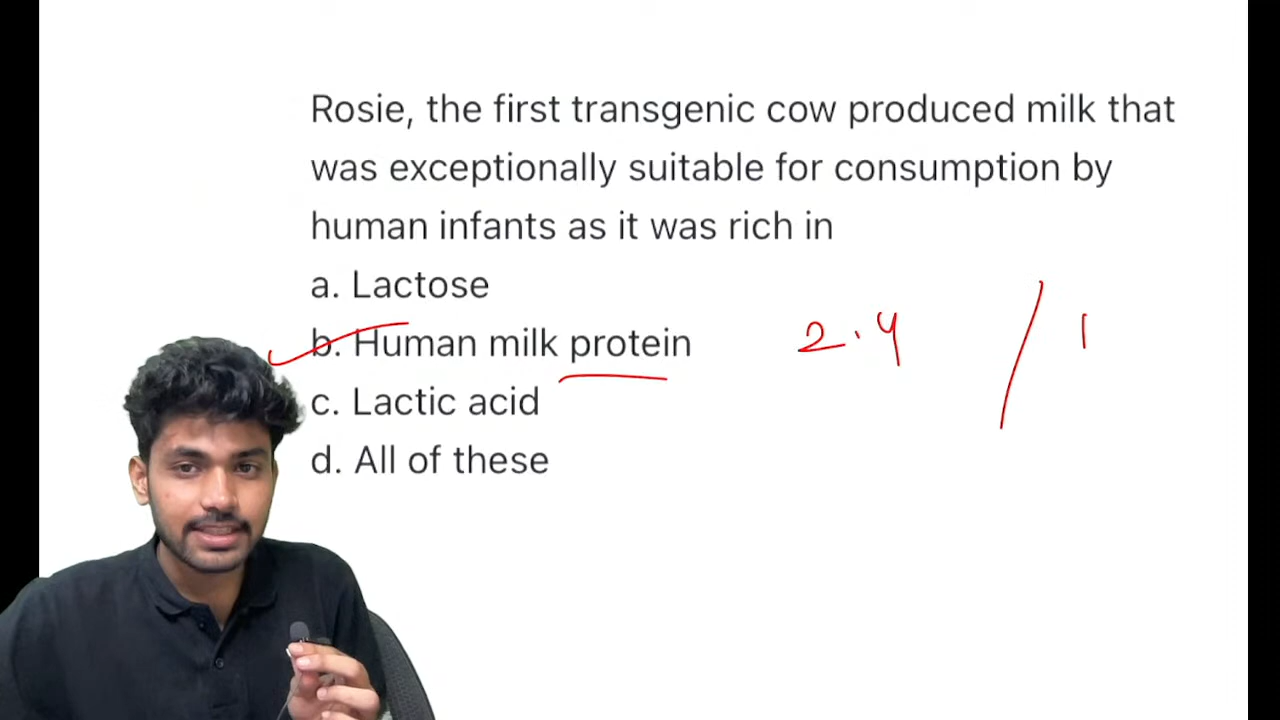 Rosie, the first transgenic cow produced milk that
was exceptionally suitable for consumption by
human infants as it was rich in
a. Lactose
b. Human milk protein
2.4 / 1
c. Lactic acid
d. All of these